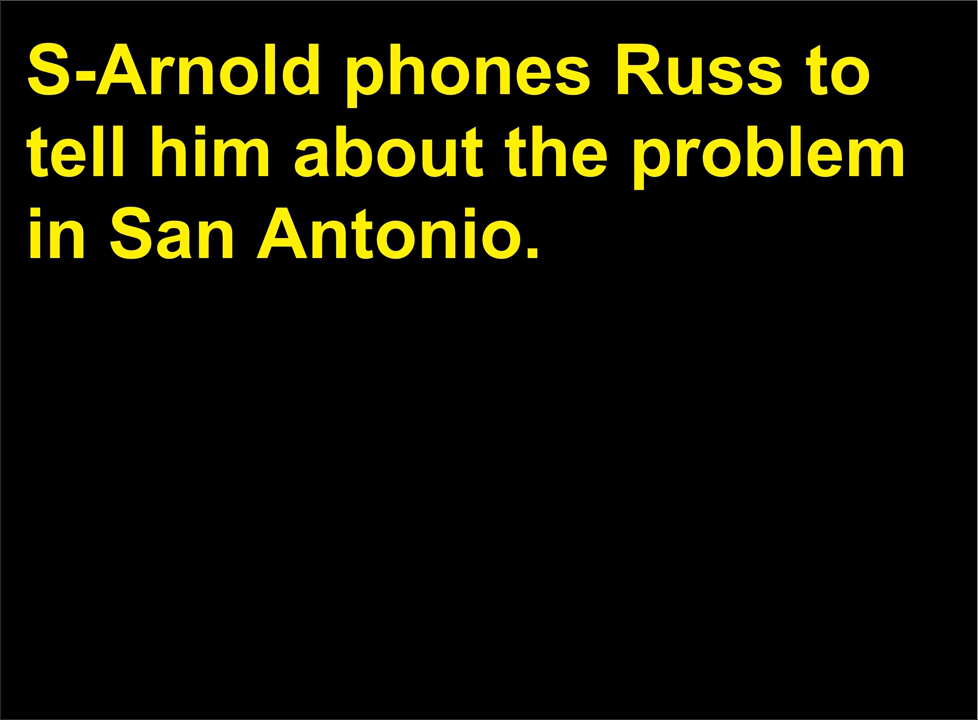 S-Arnold phones Russ to
tell him about the problem
in San Antonio.